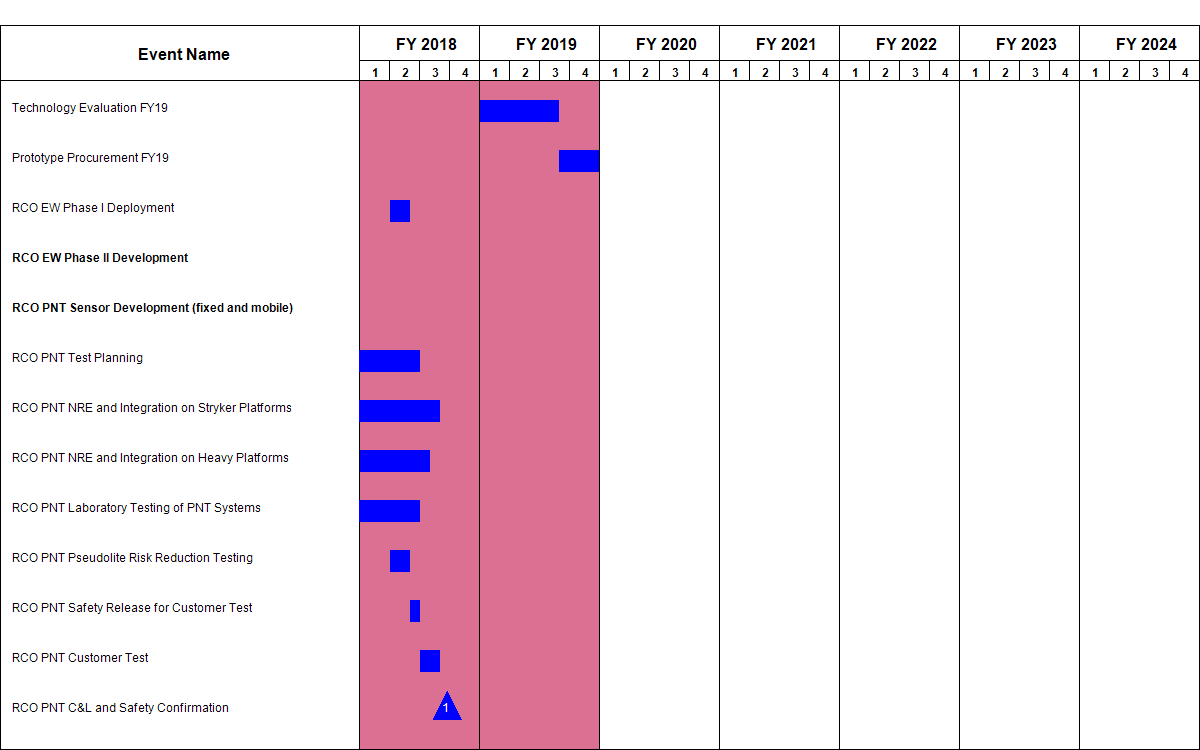 Event Name
FY 2018 FY 2019 FY 2020 FY 2021 FY 2022 FY 2023 FY 2024
1 2 3 4 1 2 3 4 1 2 3 4 1 2 3 4 1 2 3 4 1 2 3 4 1 2 3 4
Technology Evaluation FY19
Prototype Procurement FY19
RCO EW Phase I Deployment
RCO EW Phase II Development
RCO PNT Sensor Development (fixed and mobile)
RCO PNT Test Planning
RCO PNT NRE and Integration on Stryker Platforms
RCO PNT NRE and Integration on Heavy Platforms
RCO PNT Laboratory Testing of PNT Systems
RCO PNT Pseudolite Risk Reduction Testing
RCO PNT Safety Release for Customer Test
RCO PNT Customer Test
RCO PNT C&L and Safety Confirmation
1